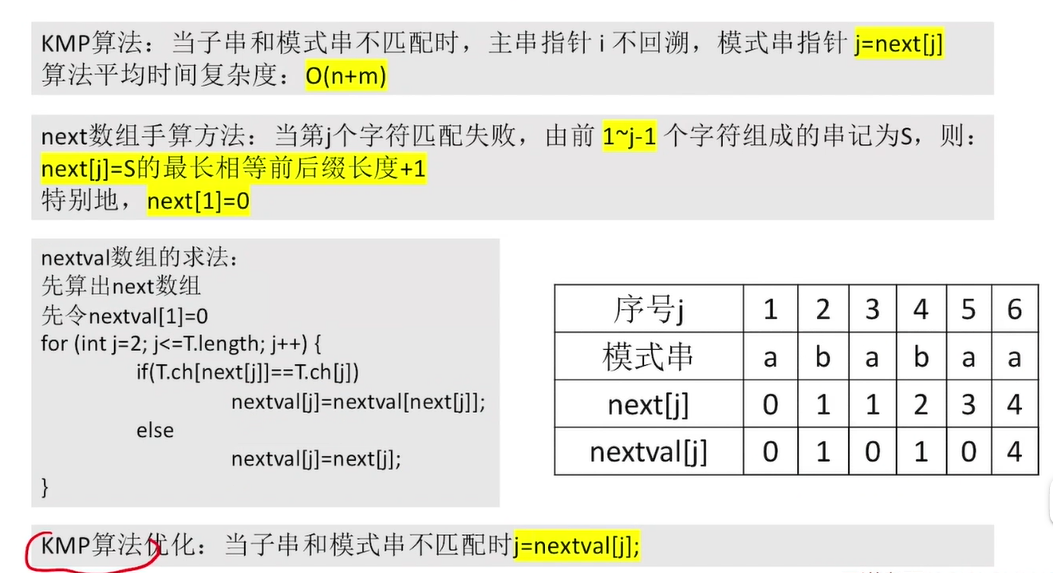 KMP算法：当子串和模式串不匹配时，主串指针 i 不回溯，模式串指针 j=next[j]
算法平均时间复杂度：O(n+m)
next数组手算方法：当第j个字符匹配失败，由前 1~j-1 个字符组成的串记为S，则：
next[j]=S的最长相等前后缀长度+1
特别地，next[1]=0
nextval数组的求法：
先算出next数组
先令nextval[1]=0
for (int j=2; j<=T.length; j++) {
if(T.ch[next[j]]==T.ch[j])
nextval[j]=nextval[next[j]];
else
nextval[j]=next[j];
}
序号j 1 2 3 4 5 6
模式串 a b a b a a
next[j] 0 1 1 2 3 4
nextval[j] 0 1 0 1 0 4
KMP算法优化：当子串和模式串不匹配时j=nextval[j];